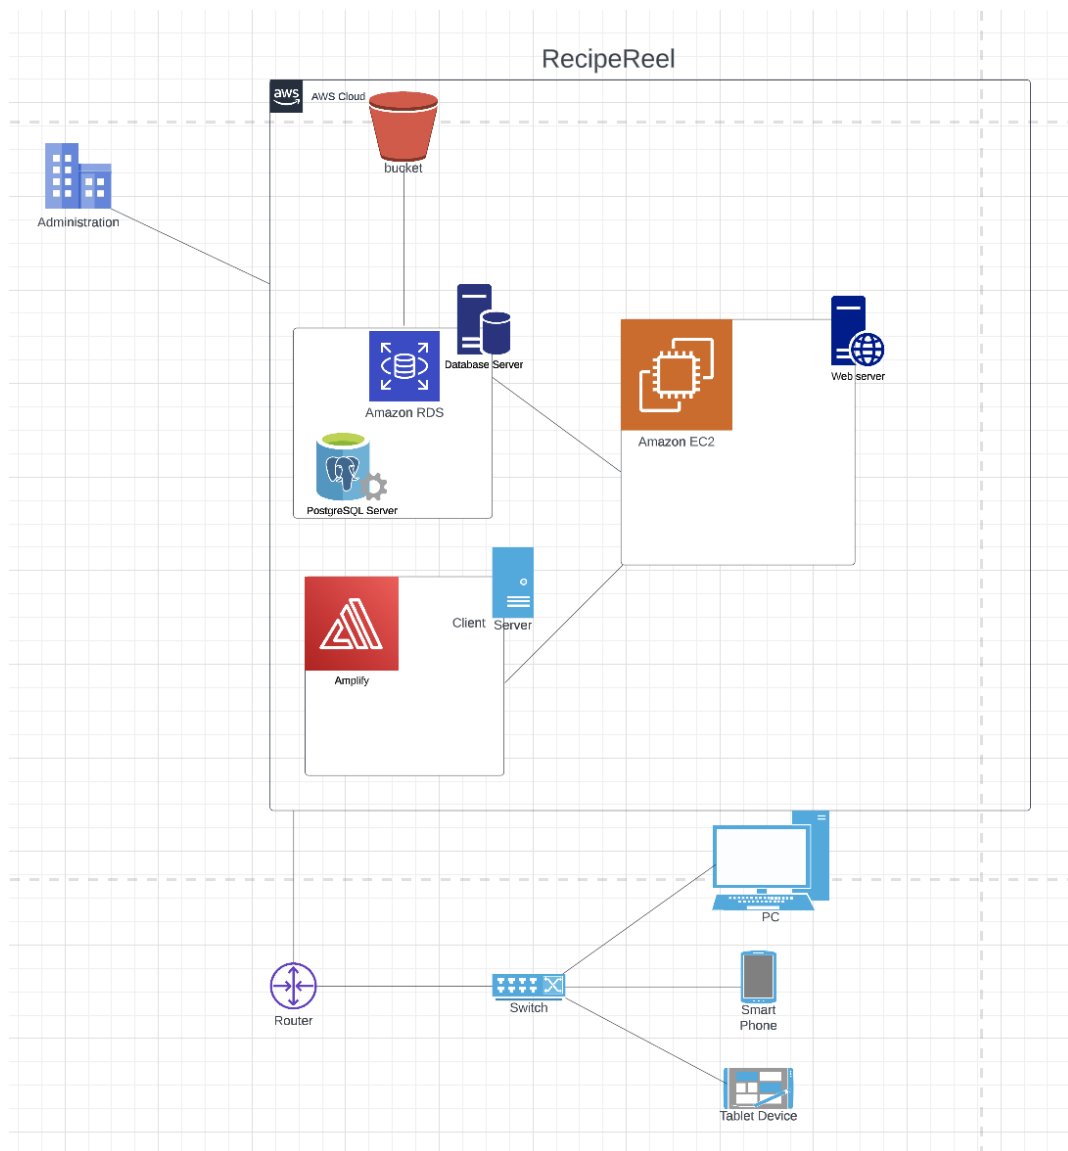 RecipeReel
aws
AWS Cloud
bucket
Administration
Database Server
Amazon RDS
PostgreSQL Server
Web server
Amazon EC2
Client Server
Amplify
PC
Router
Switch
Smart
Phone
Tablet Device